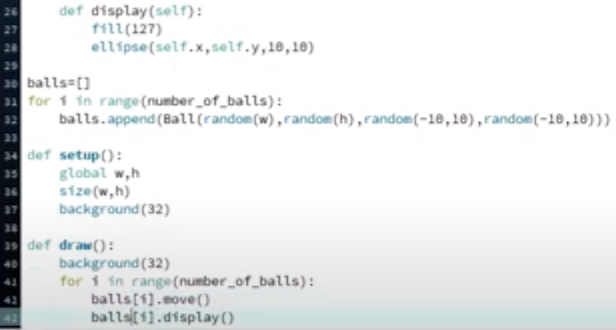 26 def display(self):
27 fill(127)
28 ellipse(self.x,self.y,10,10)
29
30 balls=[]
31 for i in range(number_of_balls):
32 balls.append(Ball(random(w),random(h),random(-10,10),random(-10,10)))
33
34 def setup():
35 global w,h
36 size(w,h)
37 background(32)
38
39 def draw():
40 background(32)
41 for i in range(number_of_balls):
42 balls[i].move()
43 balls[i].display()